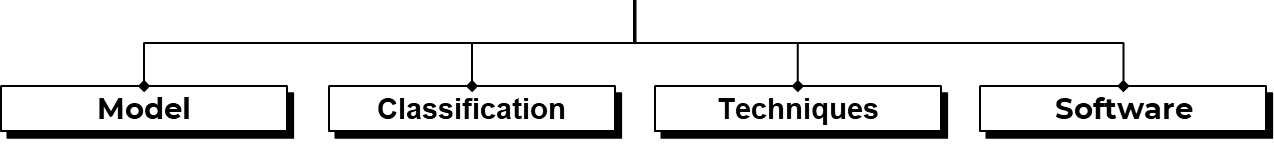 Model
Classification
Techniques
Software